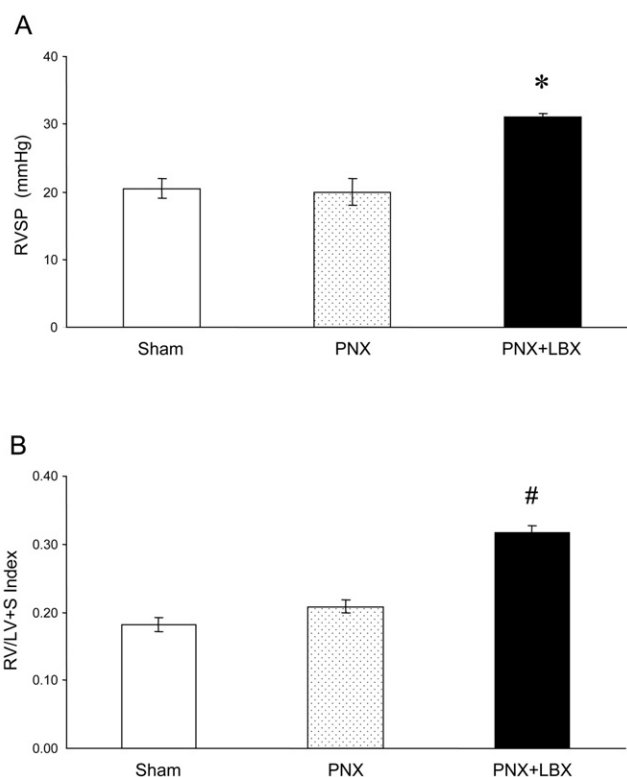 A
40
30
20
10
0
RVSP (mmHg)
*
Sham PNX PNX+LBX
B
0.40
0.30
0.20
0.10
0.00
RV/LV+S Index
#
Sham PNX PNX+LBX